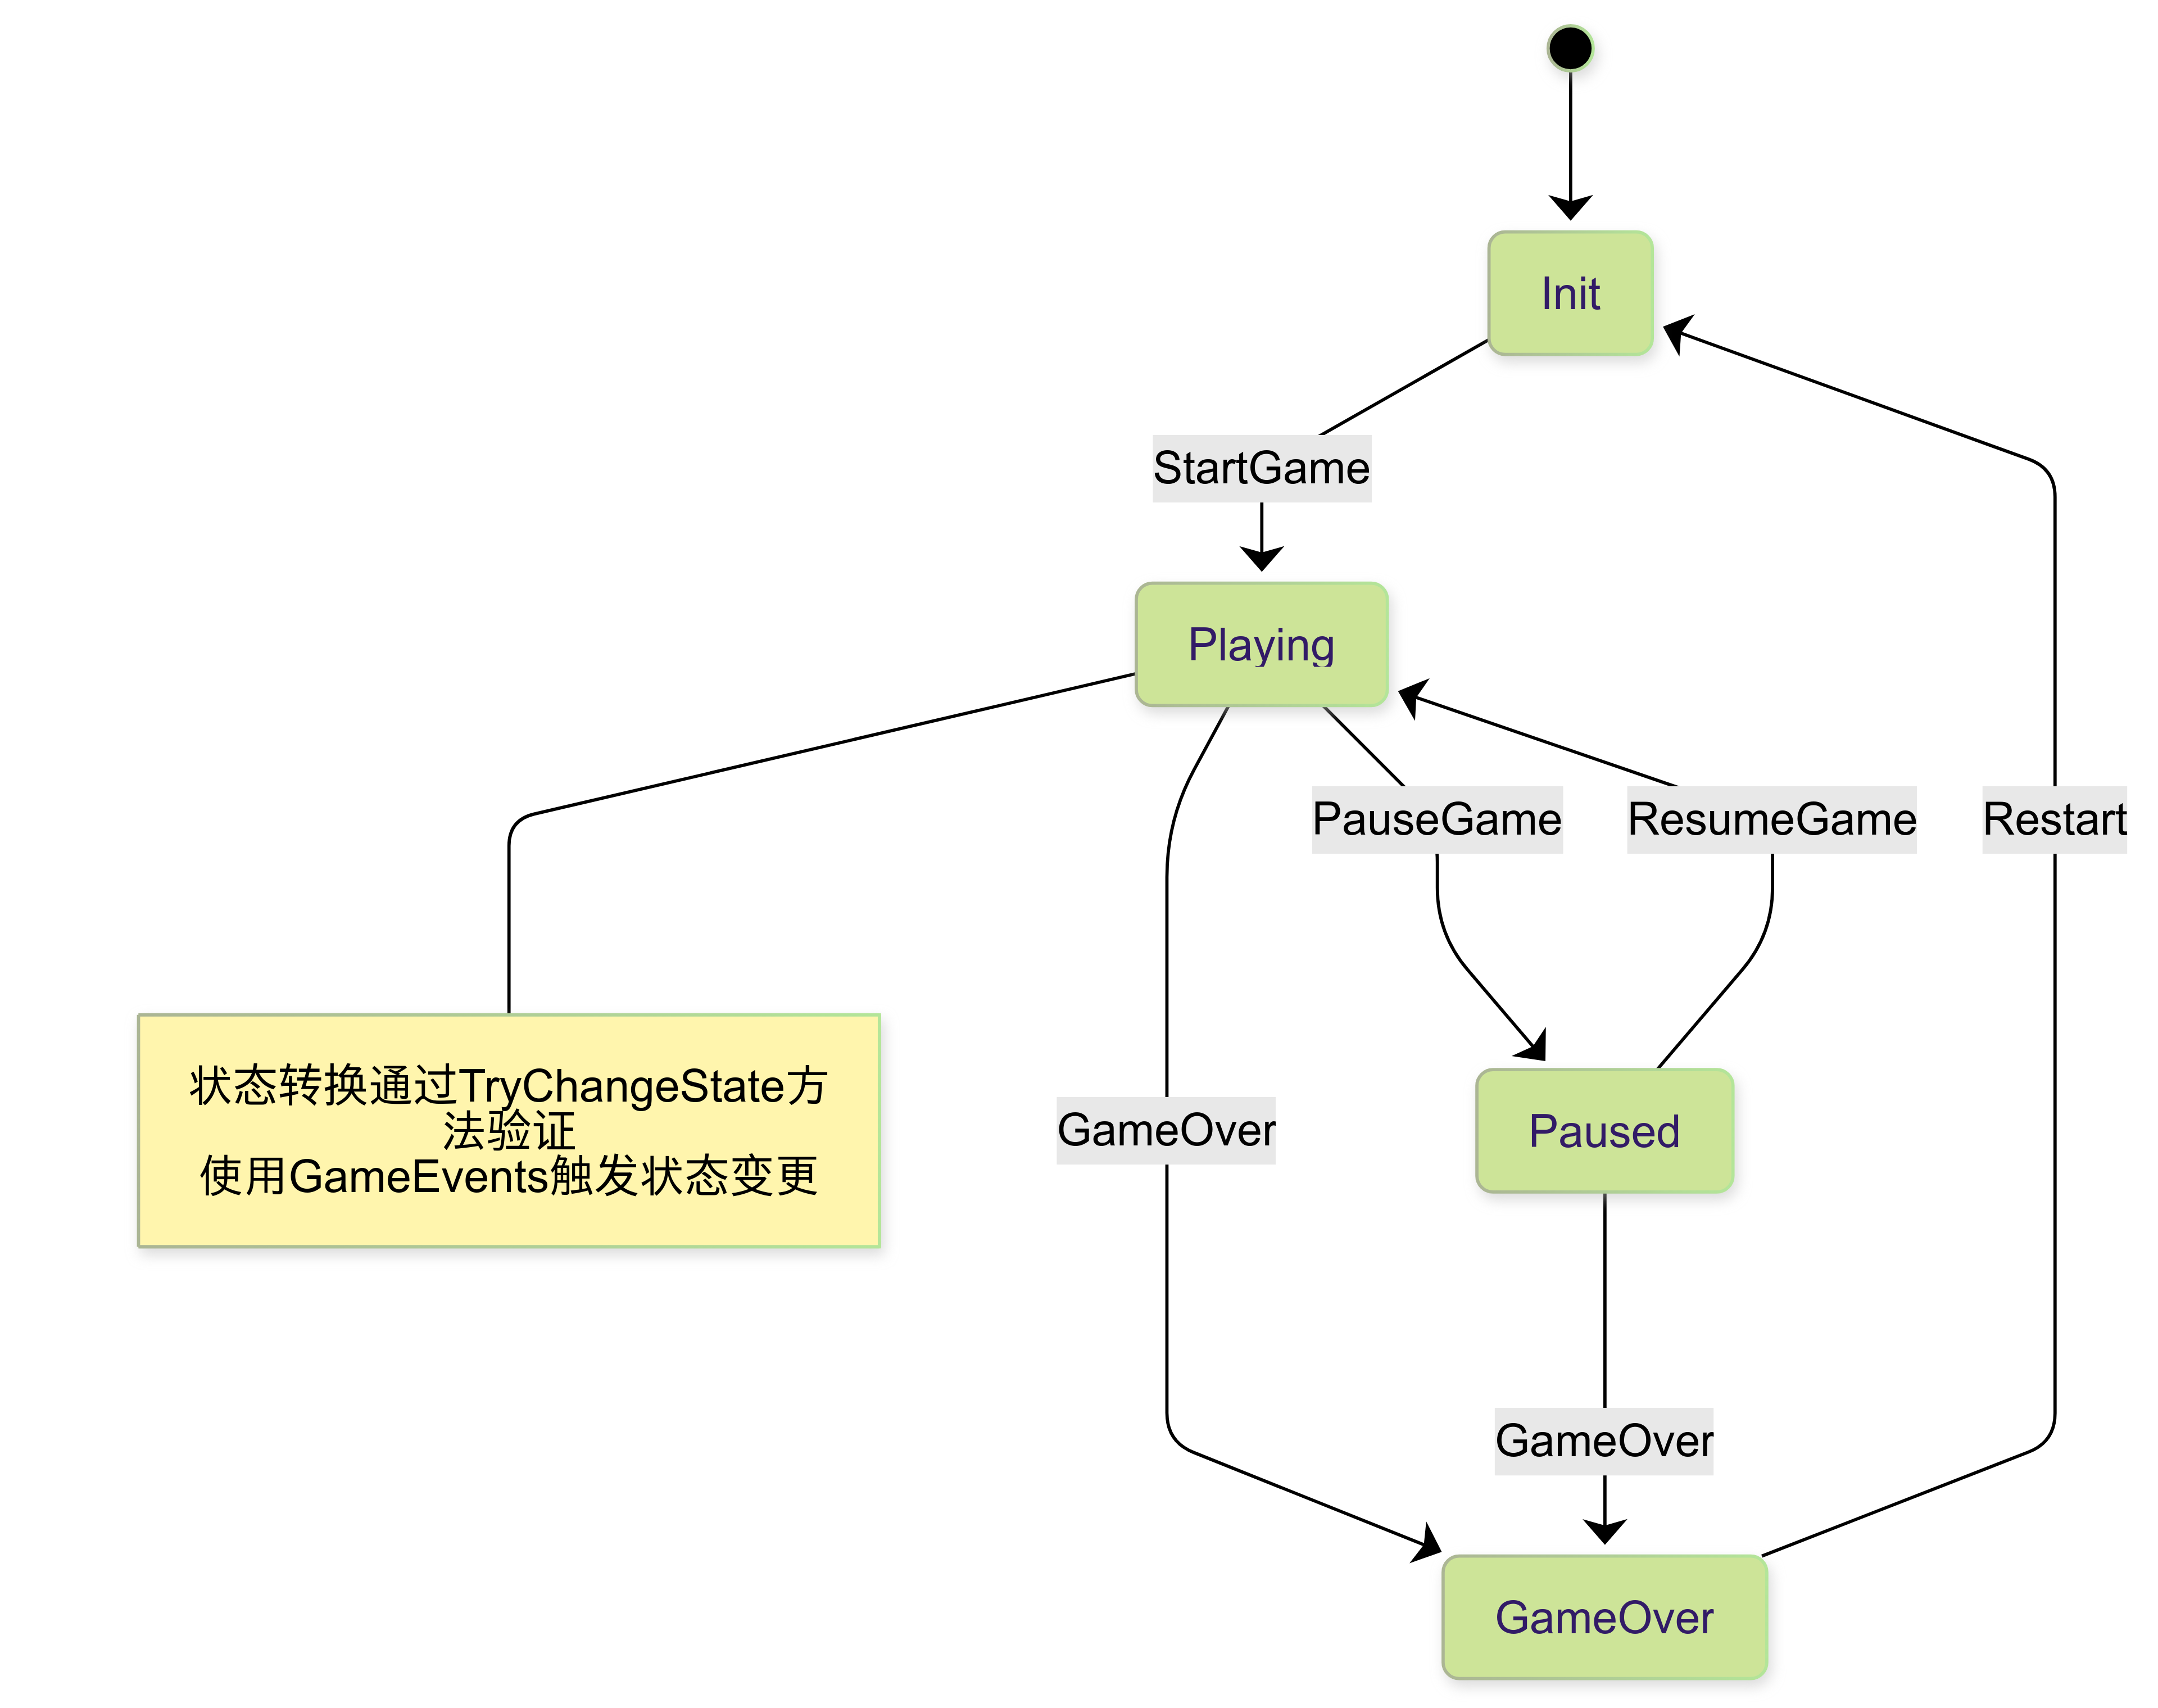 Init
StartGame
Playing
PauseGame
ResumeGame
Restart
状态转换通过TryChangeState方
法验证
使用GameEvents触发状态变更
GameOver
Paused
GameOver
GameOver